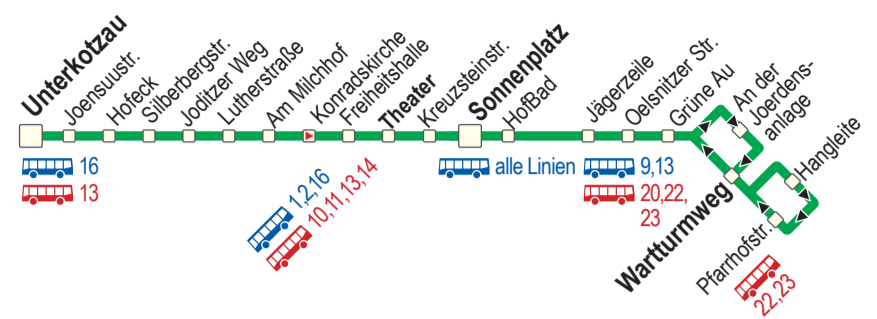 Unterkotzau
Joensuustr.
Hofeck
Silberbergstr.
Joditzer Weg
Lutherstraße
Am Milchhof
Konradskirche
Freiheitshalle
Theater
Kreuzsteinstr.
Sonnenplatz
HofBad
Jägerzeile
Oelsnitzer Str.
Grüne Au
An der
Joerdens-
anlage
Hangleite
Wartturmweg
Pfarrhofstr.
16
13
1,2,16
10,11,13,14
alle Linien
9,13
20,22,
23
22,23